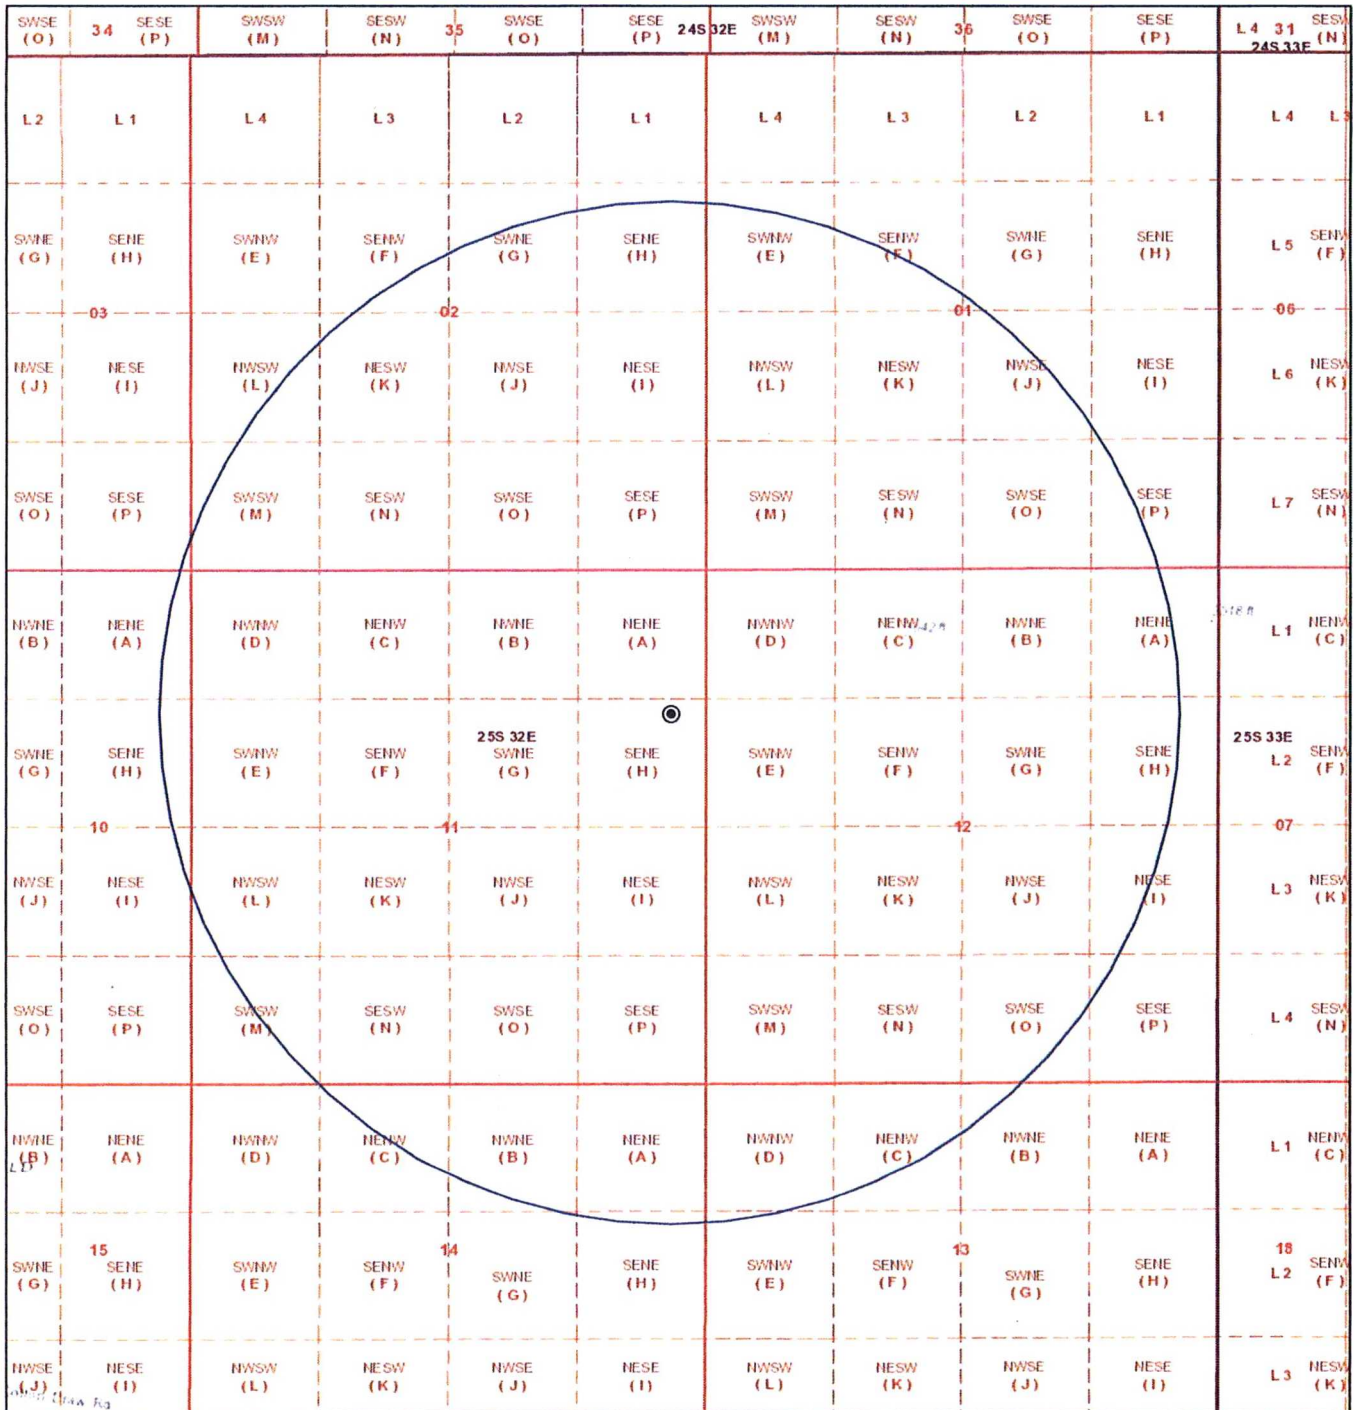 SWSE SESE SWSW SESW SWSE SESE SWSW SESW SWSE SESE SESW
34 35 24S 32E 36 L 4 31
(O) (P) (M) (N) (O) (P) (M) (N) (O) (P) (N)
24S 33E
L 2 L 1 L 4 L 3 L 2 L 1 L 4 L 3 L 2 L 1 L 4 L 3
SWNE SENE SWNW SENW SWNE SENE SWNW SENW SWNE SENE L 5 SENW
(G) (H) (E) (F) (G) (H) (E) (F) (G) (H) (F)
03 02 01 06
NWSE NESE NWSW NESW NWSE NESE NWSW NESW NWSE NESE L 6 NESW
(J) (I) (L) (K) (J) (I) (L) (K) (J) (I) (K)
SWSE SESE SWSW SESW SWSE SESE SWSW SESW SWSE SESE L 7 SESW
(O) (P) (M) (N) (O) (P) (M) (N) (O) (P) (N)
NWNE NENE NWNW NENW NWNE NENE NWNW NENW NWNE NENE L 1 NENW
(B) (A) (D) (C) (B) (A) (D) (C) (B) (A) (C)
25S 32E 25S 33E
SWNE SENE SWNW SENW SWNE SENE SWNW SENW SWNE SENE L 2 SENW
(G) (H) (E) (F) (G) (H) (E) (F) (G) (H) (F)
10 11 12 07
NWSE NESE NWSW NESW NWSE NESE NWSW NESW NWSE NESE L 3 NESW
(J) (I) (L) (K) (J) (I) (L) (K) (J) (I) (K)
SWSE SESE SWSW SESW SWSE SESE SWSW SESW SWSE SESE L 4 SESW
(O) (P) (M) (N) (O) (P) (M) (N) (O) (P) (N)
NWNE NENE NWNW NENW NWNE NENE NWNW NENW NWNE NENE L 1 NENW
(B) (A) (D) (C) (B) (A) (D) (C) (B) (A) (C)
15 14 13 18
SWNE SENE SWNW SENW SWNE SENE SWNW SENW SWNE SENE L 2 SENW
(G) (H) (E) (F) (G) (H) (E) (F) (G) (H) (F)
NWSE NESE NWSW NESW NWSE NESE NWSW NESW NWSE NESE L 3 NESW
(J) (I) (L) (K) (J) (I) (L) (K) (J) (I) (K)
Draw Rd